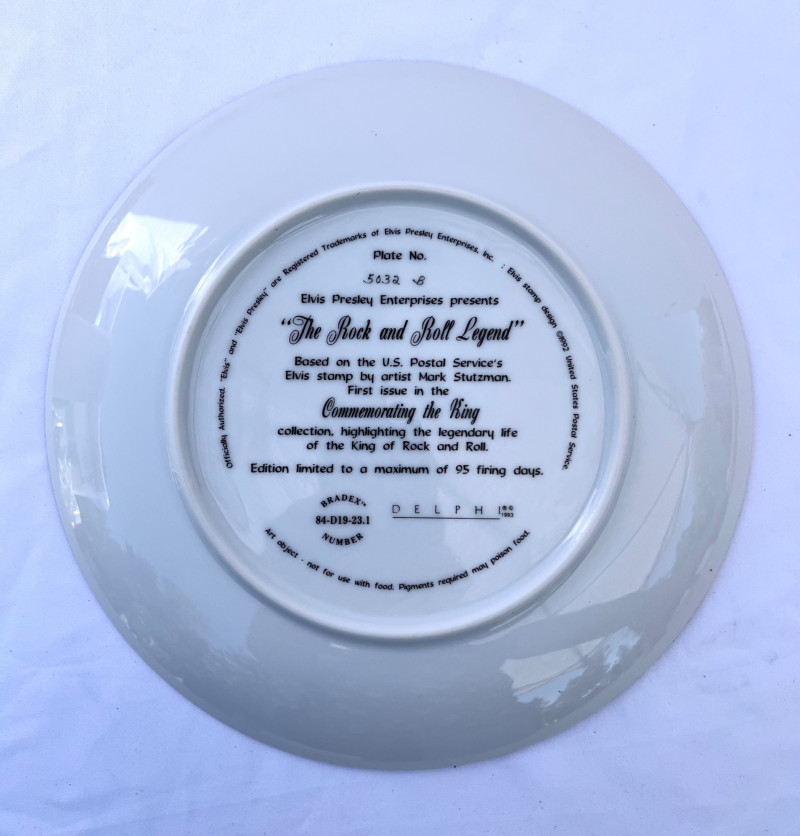 Officially Authorized. "Elvis" and "Elvis Presley" are Registered Trademarks of Elvis Presley Enterprises, Inc. ; Elvis stamp design ©1992 United States Postal Service.
Plate No.
5032 B
Elvis Presley Enterprises presents
"The Rock and Roll Legend"
Based on the U.S. Postal Service's
Elvis stamp by artist Mark Stutzman.
First issue in the
Commemorating the King
collection, highlighting the legendary life
of the King of Rock and Roll.
Edition limited to a maximum of 95 firing days.
BRADEX™
84-D19-23.1
NUMBER
DELPHI ®©
1993
Art object - not for use with food. Pigments required may poison food.